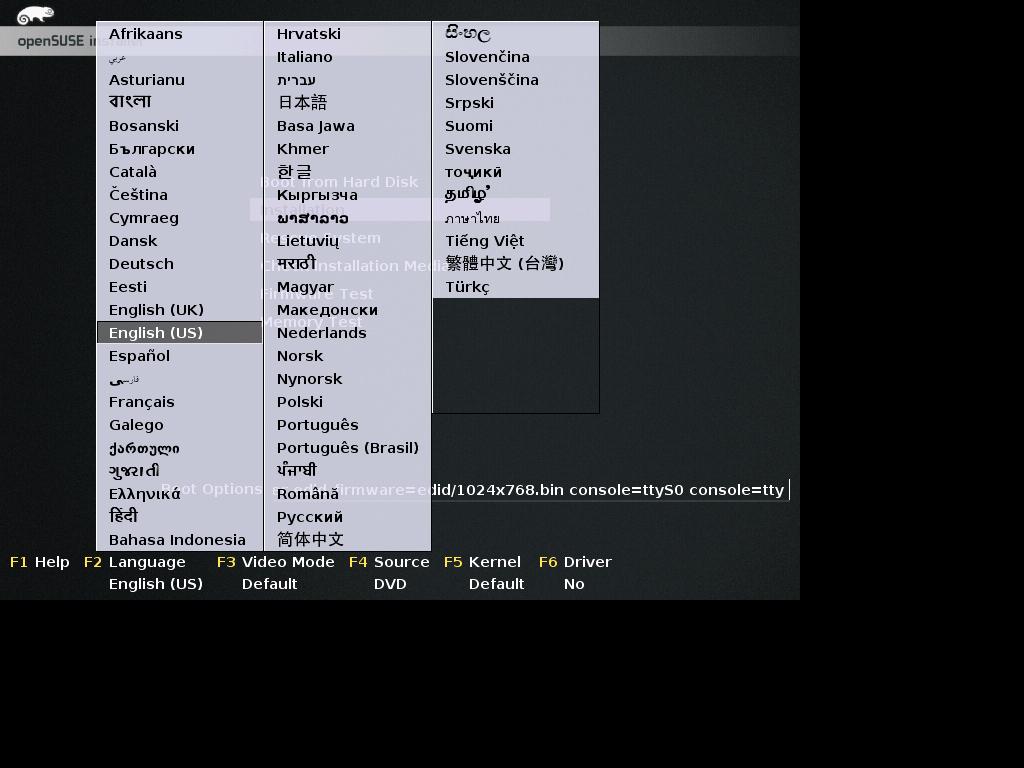 openSUSE installer
Afrikaans
عربي
Asturianu
বাংলা
Bosanski
Български
Català
Čeština
Cymraeg
Dansk
Deutsch
Eesti
English (UK)
English (US)
Español
فارسی
Français
Galego
ქართული
ગુજરાતી
Ελληνικά
हिंदी
Bahasa Indonesia
Hrvatski
Italiano
עברית
日本語
Basa Jawa
Khmer
한글
Кыргызча
ພາສາລາວ
Lietuvių
मराठी
Magyar
Македонски
Nederlands
Norsk
Nynorsk
Polski
Português
Português (Brasil)
ਪੰਜਾਬੀ
Română
Русский
简体中文
සිංහල
Slovenčina
Slovenščina
Srpski
Suomi
Svenska
тоҷикӣ
தமிழ்
ภาษาไทย
Tiếng Việt
繁體中文 (台灣)
Türkç
Boot from Hard Disk
Installation
Rescue System
Check Installation Media
Firmware Test
Memory Test
Boot Options firmware=edid/1024x768.bin console=ttyS0 console=tty
F1 Help F2 Language F3 Video Mode F4 Source F5 Kernel F6 Driver
English (US) Default DVD Default No